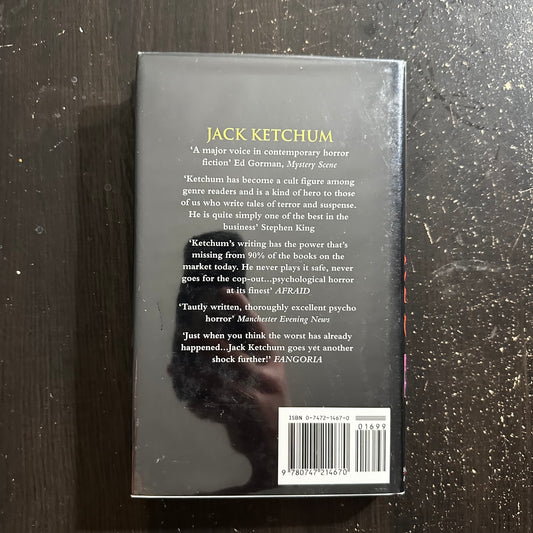 JACK KETCHUM
‘A major voice in contemporary horror
fiction’ Ed Gorman, Mystery Scene
‘Ketchum has become a cult figure among
genre readers and is a kind of hero to those
of us who write tales of terror and suspense.
He is quite simply one of the best in the
business’ Stephen King
‘Ketchum’s writing has the power that’s
missing from 90% of the books on the
market today. He never plays it safe, never
goes for the cop-out...psychological horror
at its finest’ AFRAID
‘Tautly written, thoroughly excellent psycho
horror’ Manchester Evening News
‘Just when you think the worst has already
happened...Jack Ketchum goes yet another
shock further!’ FANGORIA
ISBN 0-7472-1467-0
01699
9 780747 214670